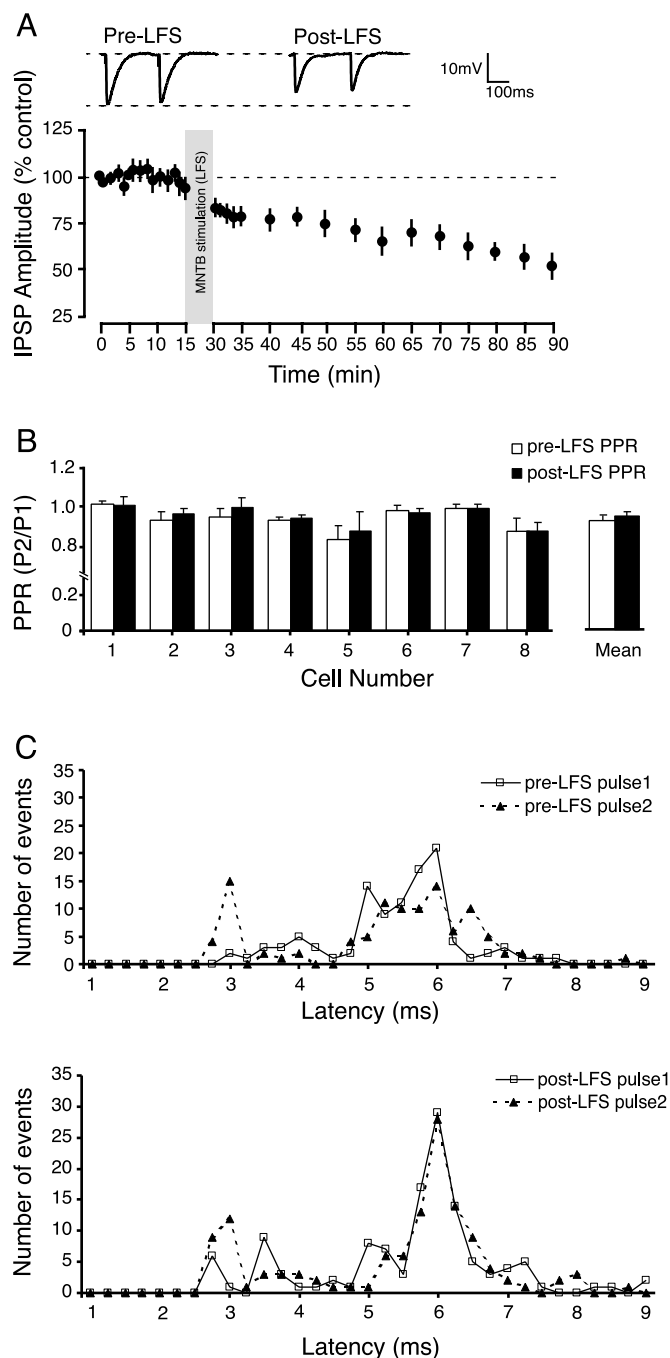 A
Pre-LFS Post-LFS
10mV
100ms
IPSP Amplitude (% control)
125
100
75
50
25
MNTB stimulation (LFS)
0 5 10 15 30 35 40 45 50 55 60 65 70 75 80 85 90
Time (min)
B
pre-LFS PPR
post-LFS PPR
PPR (P2/P1)
1.2
1.0
0.8
0.2
0
1 2 3 4 5 6 7 8 Mean
Cell Number
C
pre-LFS pulse1
pre-LFS pulse2
Number of events
35
30
25
20
15
10
5
0
1 2 3 4 5 6 7 8 9
Latency (ms)
post-LFS pulse1
post-LFS pulse2
Number of events
35
30
25
20
15
10
5
0
1 2 3 4 5 6 7 8 9
Latency (ms)